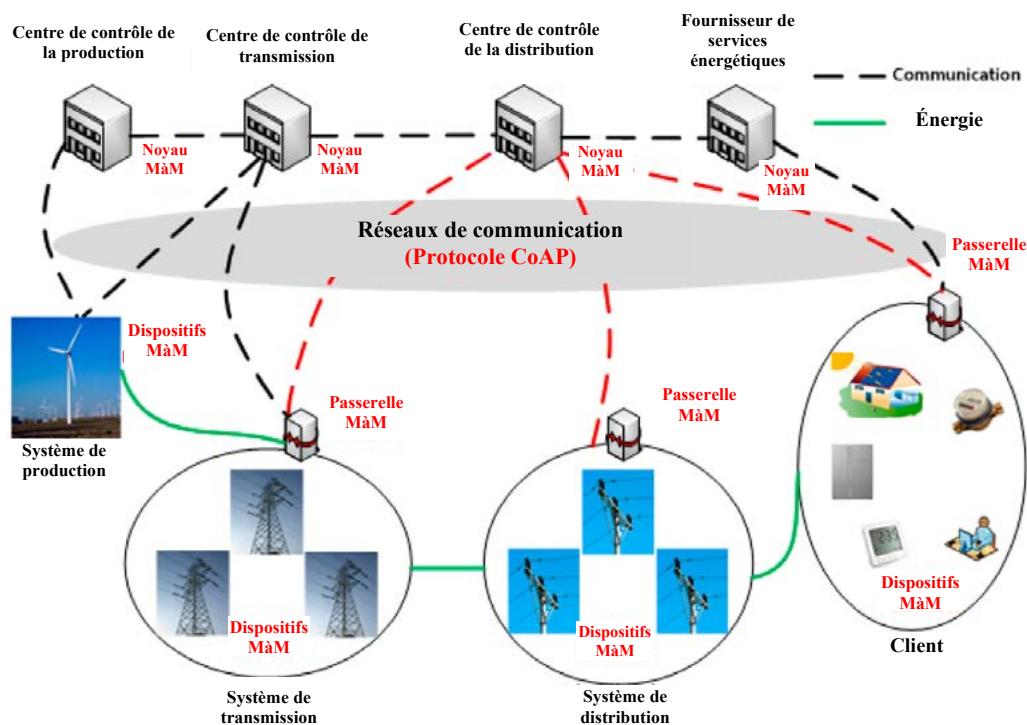 Centre de contrôle de
la production
Centre de contrôle de
transmission
Centre de contrôle
de la distribution
Fournisseur de
services
énergétiques
Communication
Énergie
Noyau
MàM
Noyau
MàM
Noyau
MàM
Noyau
MàM
Réseaux de communication
(Protocole CoAP)
Passerelle
MàM
Dispositifs
MàM
Système de
production
Passerelle
MàM
Passerelle
MàM
Dispositifs
MàM
Dispositifs
MàM
Dispositifs
MàM
Client
Système de
transmission
Système de
distribution